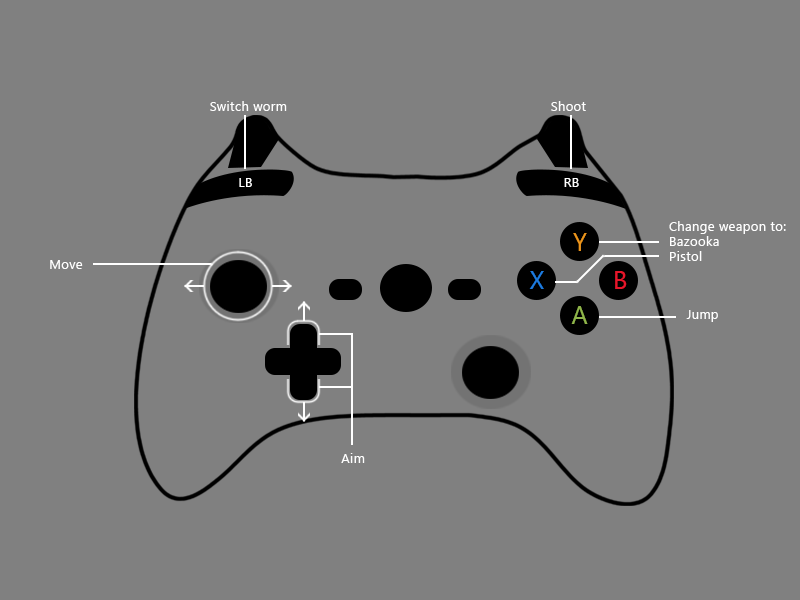 Switch worm
Shoot
LB
RB
Change weapon to:
Y
Bazooka
Pistol
Move
X
B
A
Jump
Aim